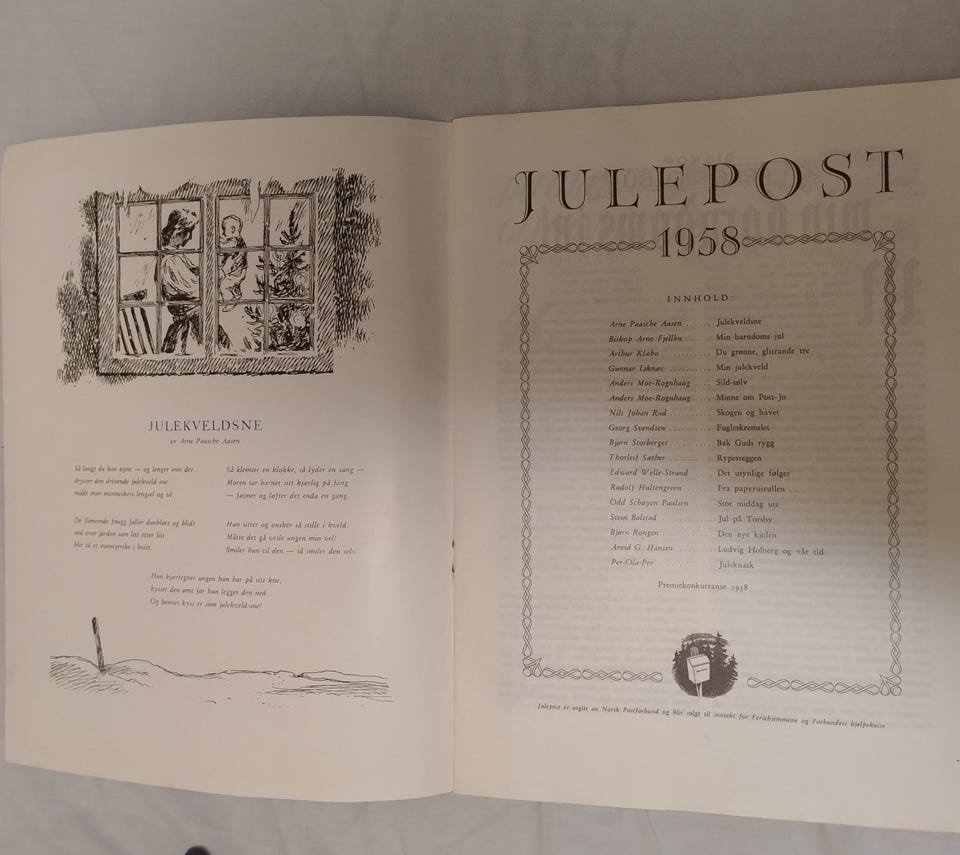 JULEKVELDSNE
av Arne Paasche Aasen
Så langt du kan øyne — og lenger enn det
drysser den drivende julekveld-sne
mildt over menneskers lengsel og vé.
De flimrende fnugg faller dunbløtt og blidt
ned over jorden som litt etter litt
blir til et eventyrrike i hvitt.
Så klemter en klokke, så lyder en sang —
Moren tar barnet sitt kjærlig på fang
— favner og løfter det enda en gang.
Hun sitter og ønsker så stille i kveld:
Måtte det gå vesle ungen min vel!
Smiler hun til den — så smiler den selv.
Hun kjærtegner ungen hun har på sitt kne,
kysser den ømt før hun legger den ned.
Og hennes kyss er som julekveld-sne!
JULEPOST
1958
INNHOLD:
Arne Paasche Aasen ...... Julekveldsne
Biskop Arne Fjellbu ...... Min barndoms jul
Arthur Klæbo ........... Du grønne, glitrande tre
Gunnar Liknæs .......... Min julekveld
Anders Moe-Rognhaug .... Sild-sølv
Anders Moe-Rognhaug .... Minne om Post-Jo
Nils Johan Rud ......... Skogen og havet
Georg Svendsen ......... Fugleskremslet
Bjørn Storberget ........ Bak Guds rygg
Thorleif Sæther ......... Rypesteggen
Edward Welle-Strand .... Det usynlige følget
Rudolf Hultengreen ...... Fra papyrusrullen ...
Odd Schøyen Paulsen .... Stor middag ute
Stein Balstad ........... Jul på Torsby
Bjørn Rongen ........... Den nye kjolen
Arvid G. Hansen ........ Ludvig Holberg og vår tid
Per-Ola-Per ............ Juleknask
Premiekonkurranse 1958
Julepost er utgitt av Norsk Postforbund og blir solgt til inntekt for Feriehjemmene og Forbundets hjelpekasse